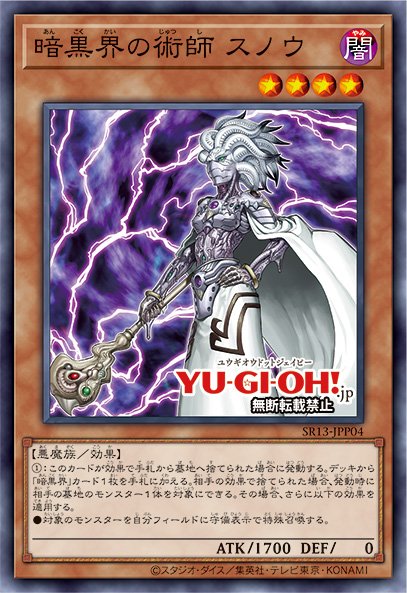 暗黒界の術師 スノウ
闇
ユウギオウドットジェイピー
YU-GI-OH!.jp
無断転載禁止
SR13-JPP04
【悪魔族/効果】
①:このカードが効果で手札から墓地へ捨てられた場合に発動する。デッキから
「暗黒界」カード1枚を手札に加える。相手の効果で捨てられた場合、発動時に
相手の墓地のモンスター1体を対象にできる。その場合、さらに以下の効果を
適用する。
●対象のモンスターを自分フィールドに守備表示で特殊召喚する。
ATK/1700 DEF/ 0
©スタジオ・ダイス/集英社・テレビ東京・KONAMI